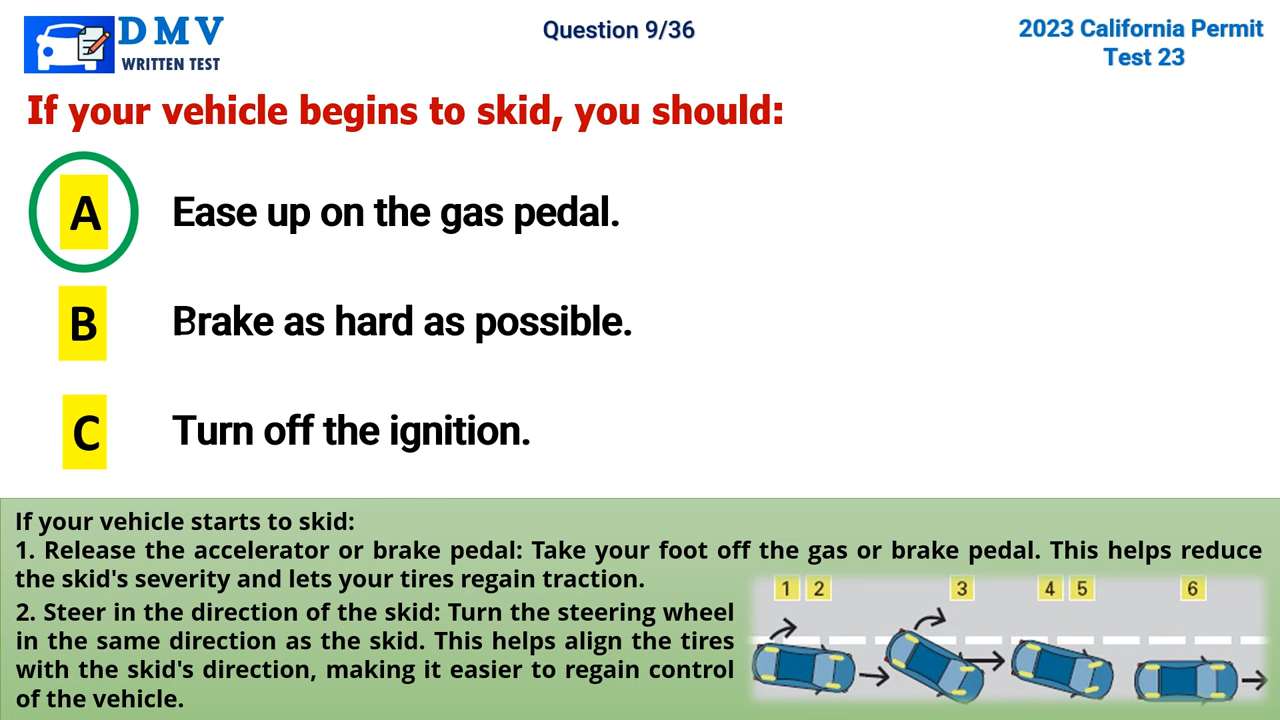 DMV
WRITTEN TEST
Question 9/36
2023 California Permit
Test 23
If your vehicle begins to skid, you should:
A Ease up on the gas pedal.
B Brake as hard as possible.
C Turn off the ignition.
If your vehicle starts to skid:
1. Release the accelerator or brake pedal: Take your foot off the gas or brake pedal. This helps reduce
the skid's severity and lets your tires regain traction.
2. Steer in the direction of the skid: Turn the steering wheel
in the same direction as the skid. This helps align the tires
with the skid's direction, making it easier to regain control
of the vehicle.
1 2 3 4 5 6